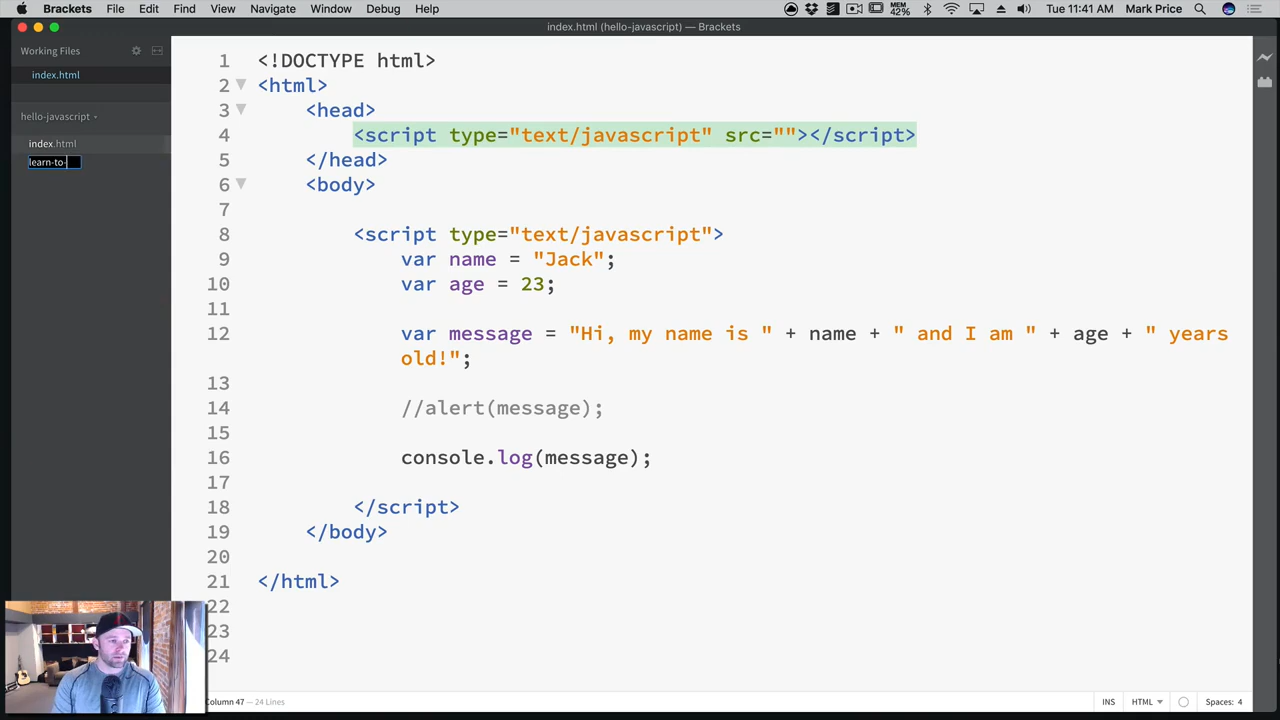 Brackets File Edit Find View Navigate Window Debug Help MEM 42% Tue 11:41 AM Mark Price
index.html (hello-javascript) — Brackets
Working Files
index.html
hello-javascript
index.html
learn-to-
1 <!DOCTYPE html>
2 <html>
3 <head>
4 <script type="text/javascript" src=""></script>
5 </head>
6 <body>
7
8 <script type="text/javascript">
9 var name = "Jack";
10 var age = 23;
11
12 var message = "Hi, my name is " + name + " and I am " + age + " years
old!";
13
14 //alert(message);
15
16 console.log(message);
17
18 </script>
19 </body>
20
21 </html>
22
23
24
Column 47 — 24 Lines INS HTML Spaces: 4